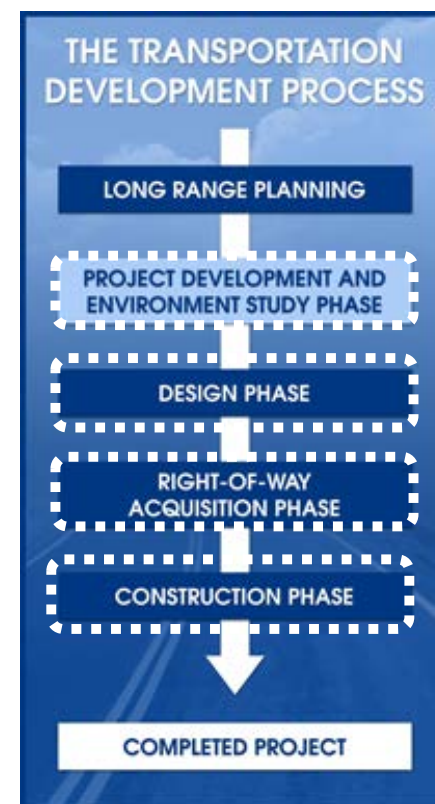 THE TRANSPORTATION
DEVELOPMENT PROCESS
LONG RANGE PLANNING
PROJECT DEVELOPMENT AND
ENVIRONMENT STUDY PHASE
DESIGN PHASE
RIGHT-OF-WAY
ACQUISITION PHASE
CONSTRUCTION PHASE
COMPLETED PROJECT